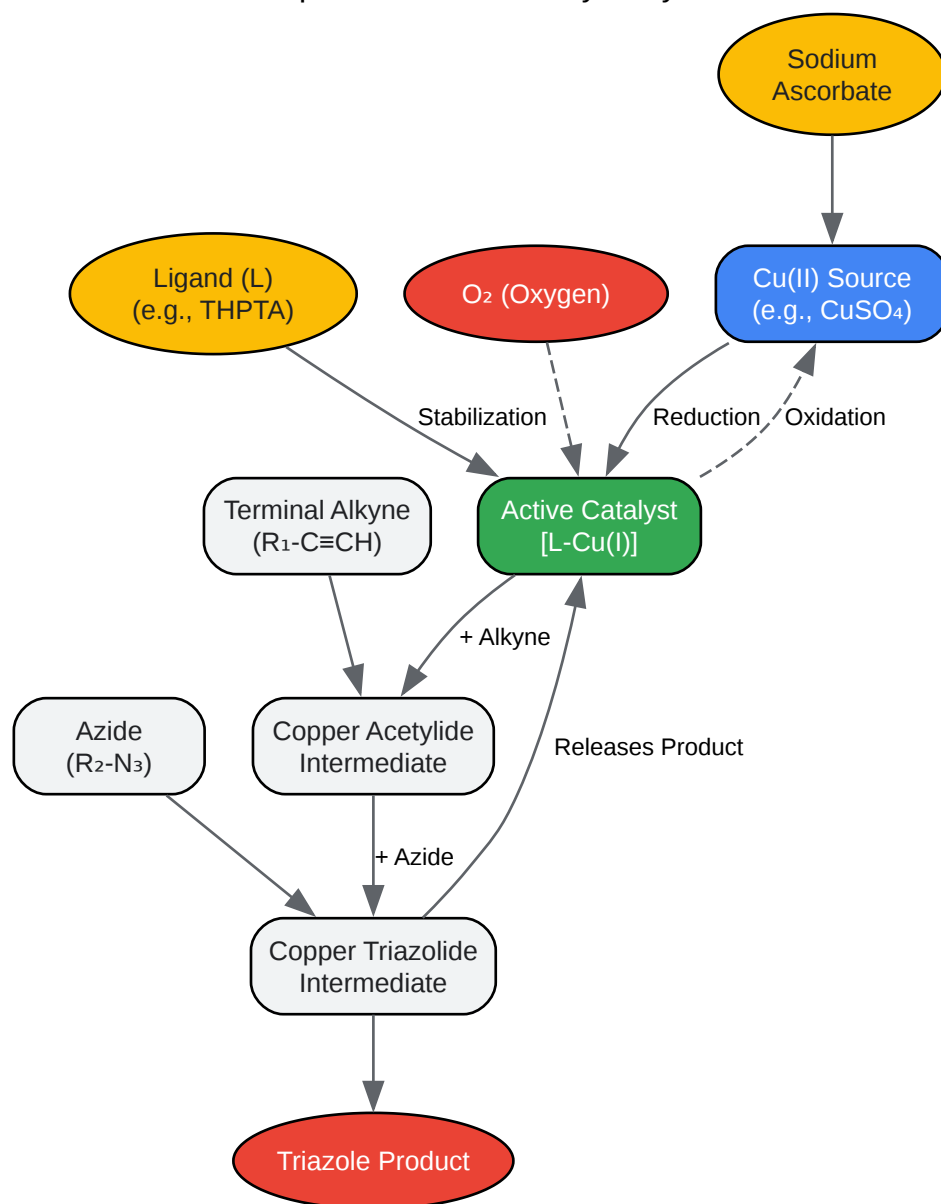 Sodium
Ascorbate
Ligand (L)
(e.g., THPTA)
O₂ (Oxygen)
Cu(II) Source
(e.g., CuSO₄)
Stabilization
Reduction
Oxidation
Terminal Alkyne
(R₁-C≡CH)
Active Catalyst
[L-Cu(I)]
+ Alkyne
Azide
(R₂-N₃)
Copper Acetylide
Intermediate
Releases Product
+ Azide
Copper Triazolide
Intermediate
Triazole Product